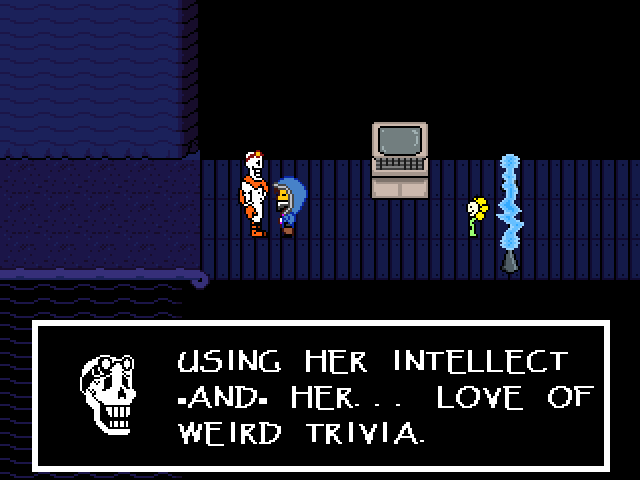 USING HER INTELLECT
-AND- HER... LOVE OF
WEIRD TRIVIA.